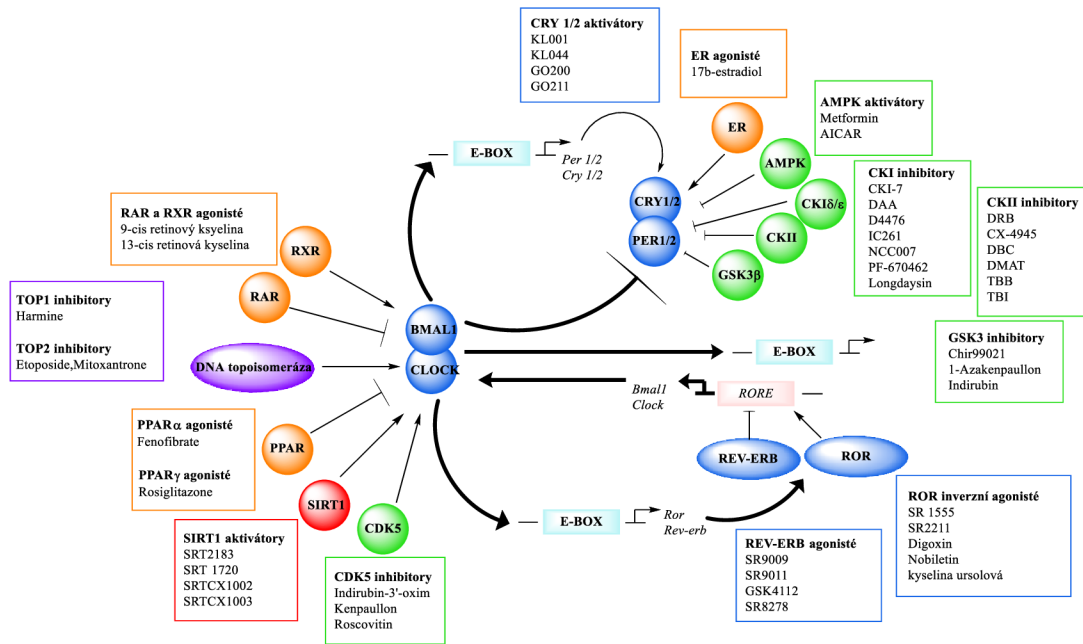 CRY 1/2 aktivátory
KL001
KL044
GO200
GO211
ER agonisté
17b-estradiol
AMPK aktivátory
Metformin
AICAR
ER
AMPK
E-BOX
Per 1/2
Cry 1/2
CRY1/2
PER1/2
CKIδ/ε
CKII
GSK3β
CKI inhibitory
CKI-7
DAA
D4476
IC261
NCC007
PF-670462
Longdaysin
CKII inhibitory
DRB
CX-4945
DBC
DMAT
TBB
TBI
RAR a RXR agonisté
9-cis retinový ksyelina
13-cis retinová kyselina
RXR
RAR
TOP1 inhibitory
Harmine
TOP2 inhibitory
Etoposide,Mitoxantrone
DNA topoisomeráza
BMAL1
CLOCK
E-BOX
GSK3 inhibitory
Chir99021
1-Azakenpaullon
Indirubin
Bmal1
Clock
RORE
REV-ERB
ROR
PPARα agonisté
Fenofibrate
PPARγ agonisté
Rosiglitazone
PPAR
SIRT1
CDK5
E-BOX
Ror
Rev-erb
SIRT1 aktivátory
SRT2183
SRT 1720
SRTCX1002
SRTCX1003
CDK5 inhibitory
Indirubin-3'-oxim
Kenpaullon
Roscovitin
REV-ERB agonisté
SR9009
SR9011
GSK4112
SR8278
ROR inverzní agonisté
SR 1555
SR2211
Digoxin
Nobiletin
kyselina ursolová